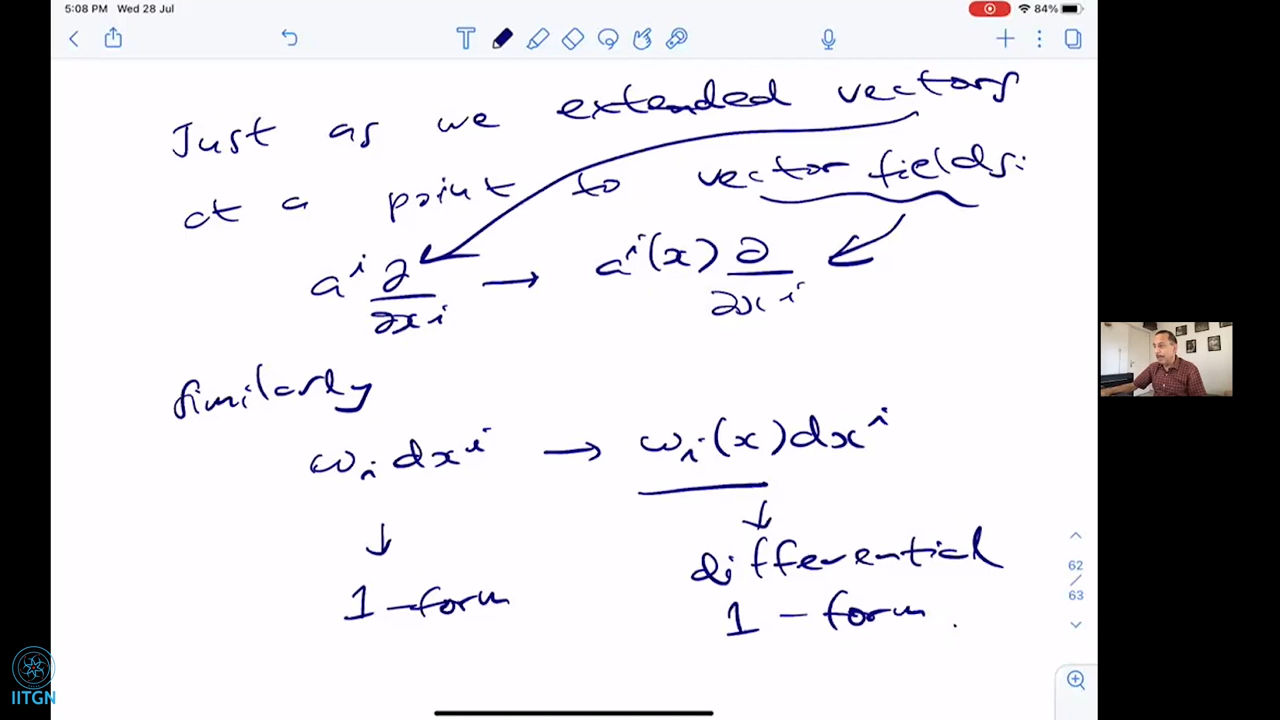 5:08 PM Wed 28 Jul
84%
Just as we extended vectors
at a point to vector fields:
a^i ∂/∂x^i → a^i(x) ∂/∂x^i
Similarly
ω_i dx^i → ω_i(x) dx^i
↓ ↓
1-form differential
1-form.
62
/
63
IITGN